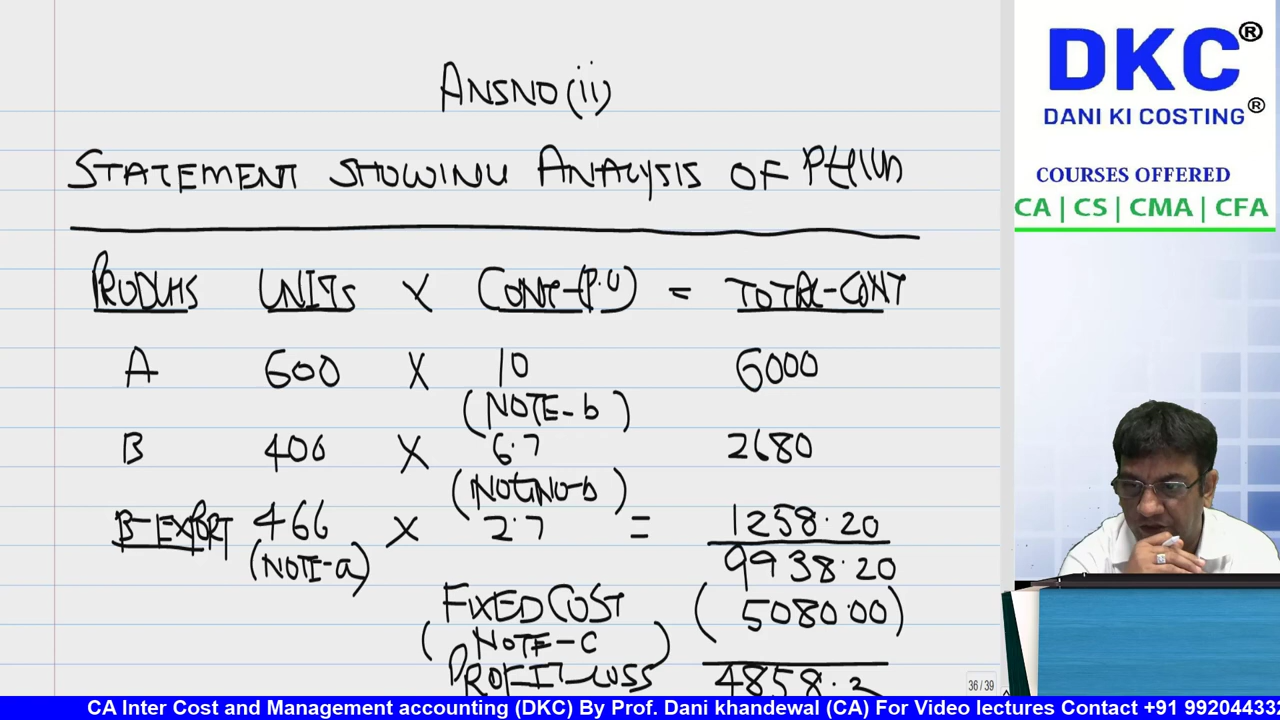 ANSNO(ii)
STATEMENT SHOWING ANALYSIS OF
PRODUCTS UNITS X CONT-(P.U) = TOTAL-CONT
A 600 X 10 6000
(NOTE-b)
B 400 X 6.7 2680
(NOTENO-b)
B-EXPORT 466 X 2.7 = 1258.20
(NOTE-a) 9938.20
FIXED COST (5080.00)
(NOTE-C)
PROFIT-LOSS 4858.2
36 / 39
DKC®
DANI KI COSTING®
COURSES OFFERED
CA | CS | CMA | CFA
CA Inter Cost and Management accounting (DKC) By Prof. Dani khandewal (CA) For Video lectures Contact +91 992044332